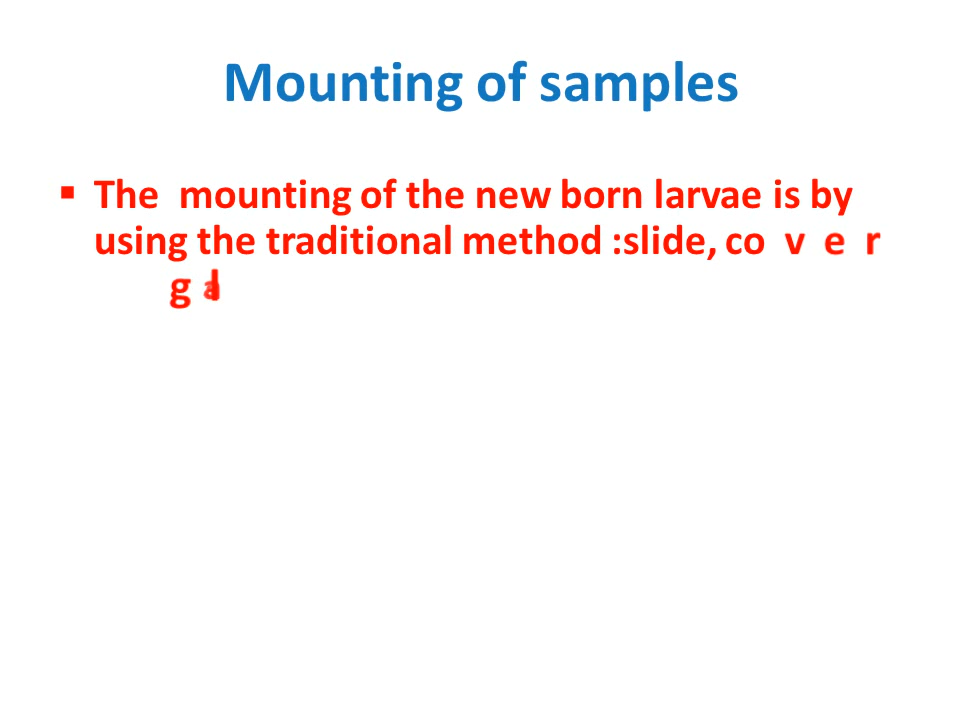 Mounting of samples
▪ The mounting of the new born larvae is by
using the traditional method :slide, co v e r
g